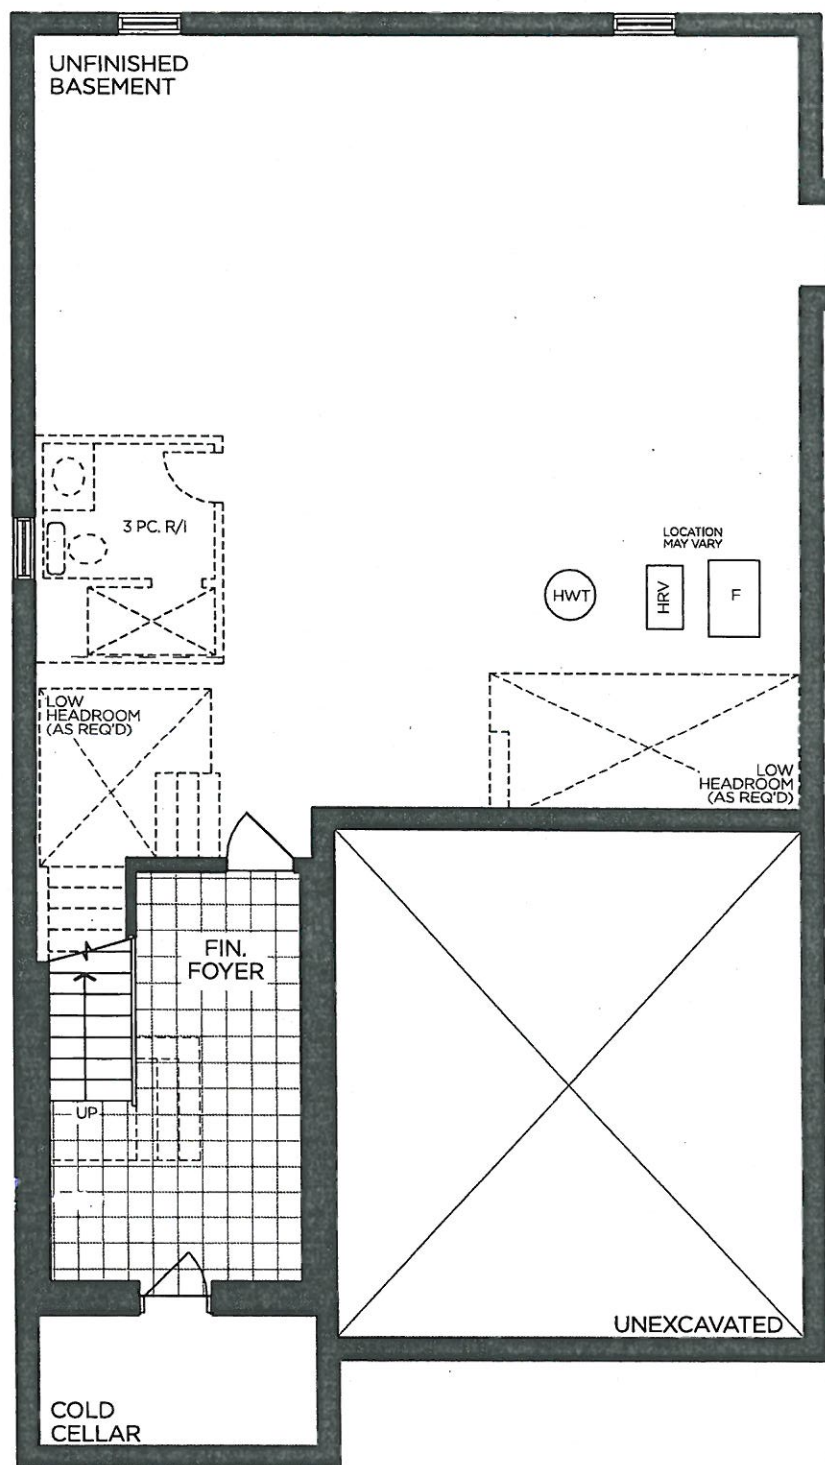 UNFINISHED
BASEMENT
3 PC. R/I
LOCATION
MAY VARY
HWT
HRV
F
LOW
HEADROOM
(AS REQ'D)
LOW
HEADROOM
(AS REQ'D)
FIN.
FOYER
UP
UNEXCAVATED
COLD
CELLAR